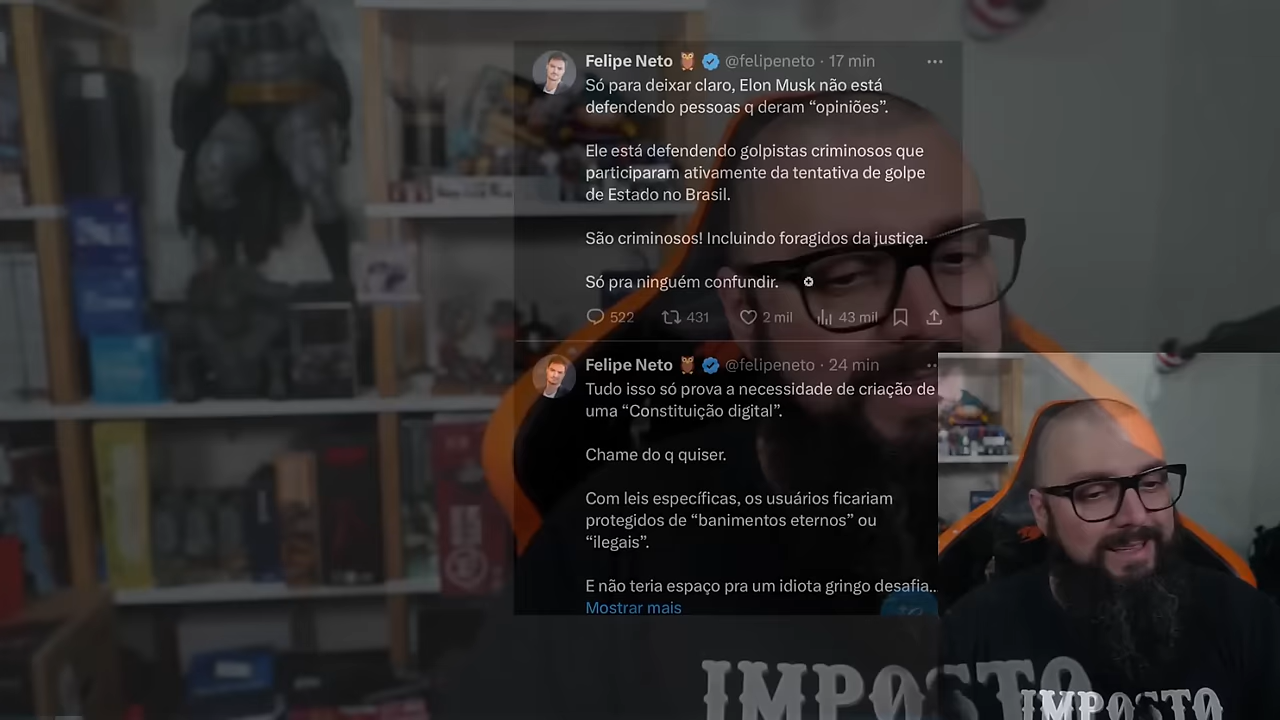 Felipe Neto 🦉 @felipeneto · 17 min
Só para deixar claro, Elon Musk não está
defendendo pessoas q deram “opiniões”.
Ele está defendendo golpistas criminosos que
participaram ativamente da tentativa de golpe
de Estado no Brasil.
São criminosos! Incluindo foragidos da justiça.
Só pra ninguém confundir.
522 431 2 mil 43 mil
Felipe Neto 🦉 @felipeneto · 24 min
Tudo isso só prova a necessidade de criação de
uma “Constituição digital”.
Chame do q quiser.
Com leis específicas, os usuários ficariam
protegidos de “banimentos eternos” ou
“ilegais”.
E não teria espaço pra um idiota gringo desafia...
Mostrar mais
IMPOSTO
IMPOSTO